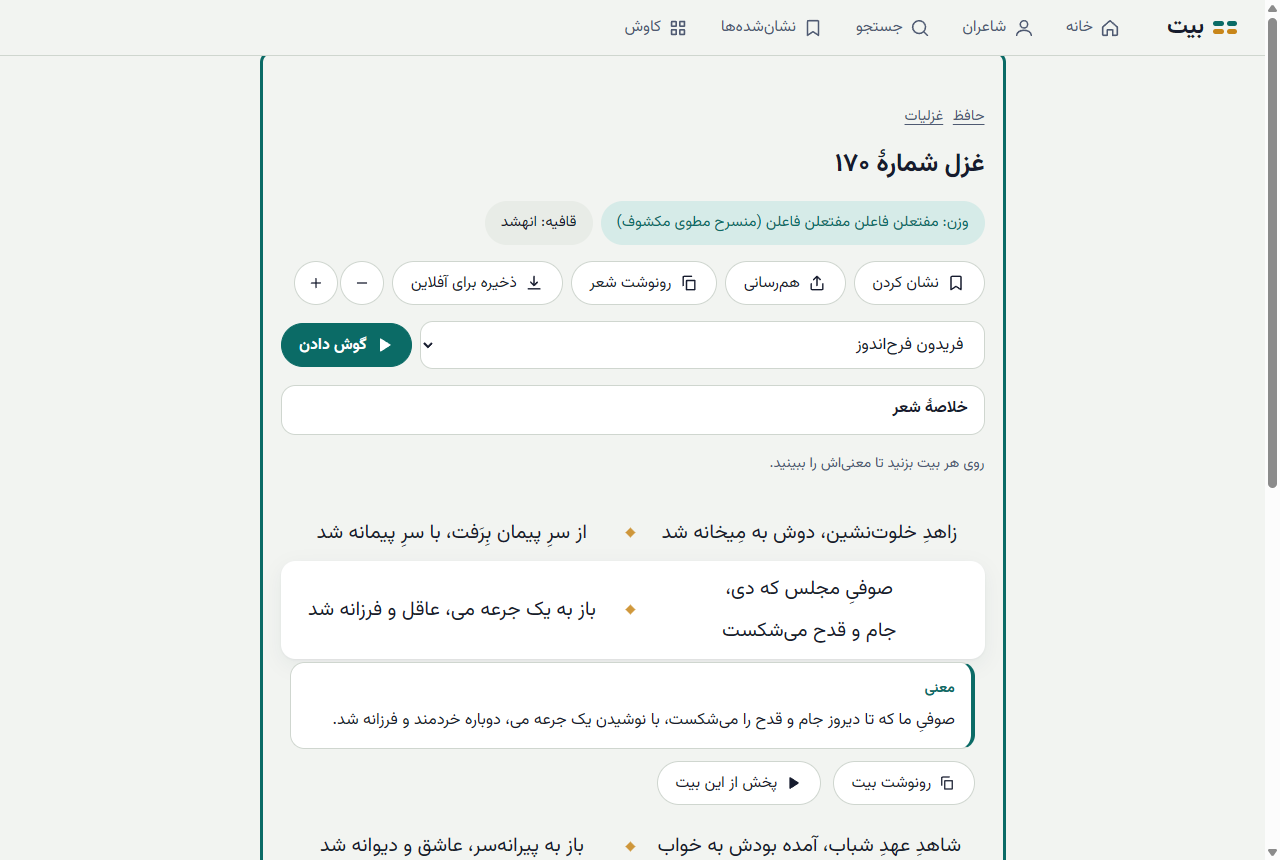 بیت
خانه
شاعران
جستجو
نشان‌شده‌ها
کاوش
حافظ غزلیات
غزل شمارهٔ ۱۷۰
وزن: مفتعلن فاعلن مفتعلن فاعلن (منسرح مطوی مکشوف)
قافیه: انهشد
نشان کردن
هم‌رسانی
رونوشت شعر
ذخیره برای آفلاین
−
+
فریدون فرح‌اندوز
گوش دادن
خلاصهٔ شعر
روی هر بیت بزنید تا معنی‌اش را ببینید.
زاهدِ خلوت‌نشین، دوش به مِیخانه شد
از سرِ پیمان بِرَفت، با سرِ پیمانه شد
صوفیِ مجلس که دی،
جام و قدح می‌شکست
باز به یک جرعه می، عاقل و فرزانه شد
معنی
صوفیِ ما که تا دیروز جام و قدح را می‌شکست، با نوشیدن یک جرعه می، دوباره خردمند و فرزانه شد.
رونوشت بیت
پخش از این بیت
شاهدِ عهدِ شباب، آمده بودش به خواب
باز به پیرانه‌سر، عاشق و دیوانه شد